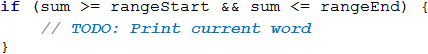 if (sum >= rangeStart && sum <= rangeEnd) {
    // TODO: Print current word
}